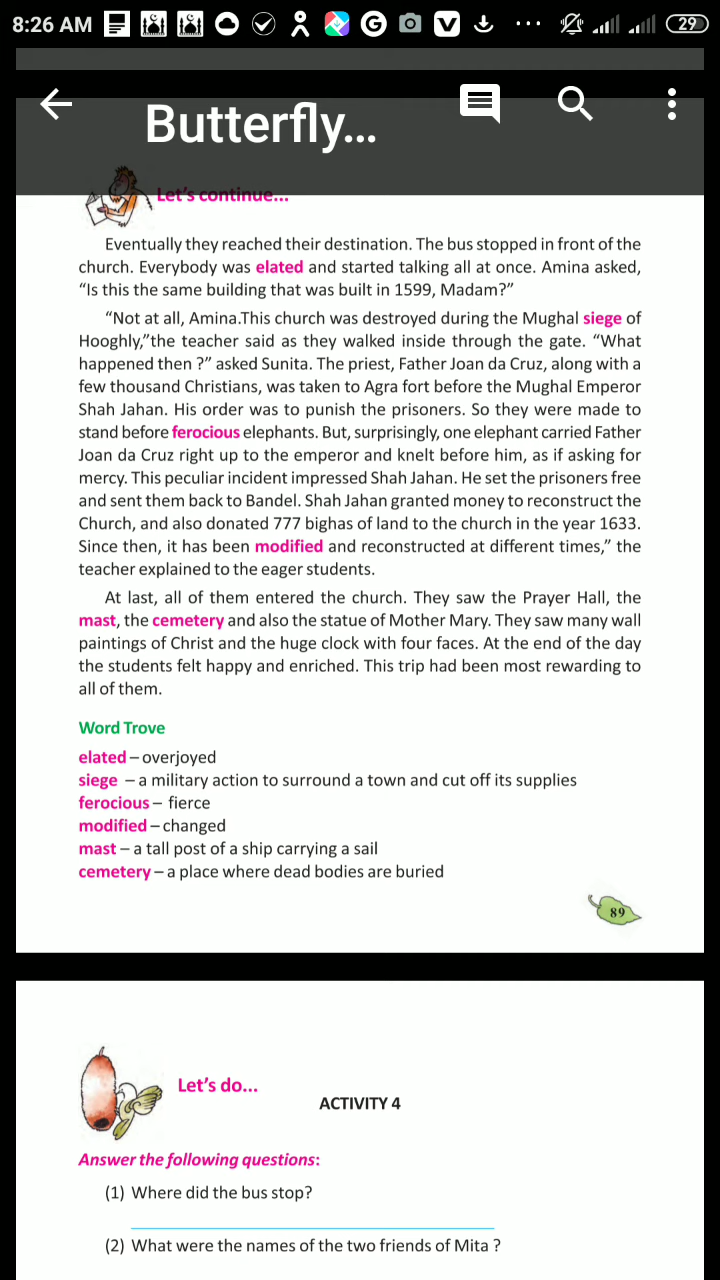 8:26 AM
29
Butterfly...
Let's continue...
Eventually they reached their destination. The bus stopped in front of the
church. Everybody was elated and started talking all at once. Amina asked,
“Is this the same building that was built in 1599, Madam?”
“Not at all, Amina.This church was destroyed during the Mughal siege of
Hooghly,”the teacher said as they walked inside through the gate. “What
happened then ?” asked Sunita. The priest, Father Joan da Cruz, along with a
few thousand Christians, was taken to Agra fort before the Mughal Emperor
Shah Jahan. His order was to punish the prisoners. So they were made to
stand before ferocious elephants. But, surprisingly, one elephant carried Father
Joan da Cruz right up to the emperor and knelt before him, as if asking for
mercy. This peculiar incident impressed Shah Jahan. He set the prisoners free
and sent them back to Bandel. Shah Jahan granted money to reconstruct the
Church, and also donated 777 bighas of land to the church in the year 1633.
Since then, it has been modified and reconstructed at different times,” the
teacher explained to the eager students.
At last, all of them entered the church. They saw the Prayer Hall, the
mast, the cemetery and also the statue of Mother Mary. They saw many wall
paintings of Christ and the huge clock with four faces. At the end of the day
the students felt happy and enriched. This trip had been most rewarding to
all of them.
Word Trove
elated – overjoyed
siege – a military action to surround a town and cut off its supplies
ferocious – fierce
modified – changed
mast – a tall post of a ship carrying a sail
cemetery – a place where dead bodies are buried
89
Let's do...
ACTIVITY 4
Answer the following questions:
(1) Where did the bus stop?
(2) What were the names of the two friends of Mita ?